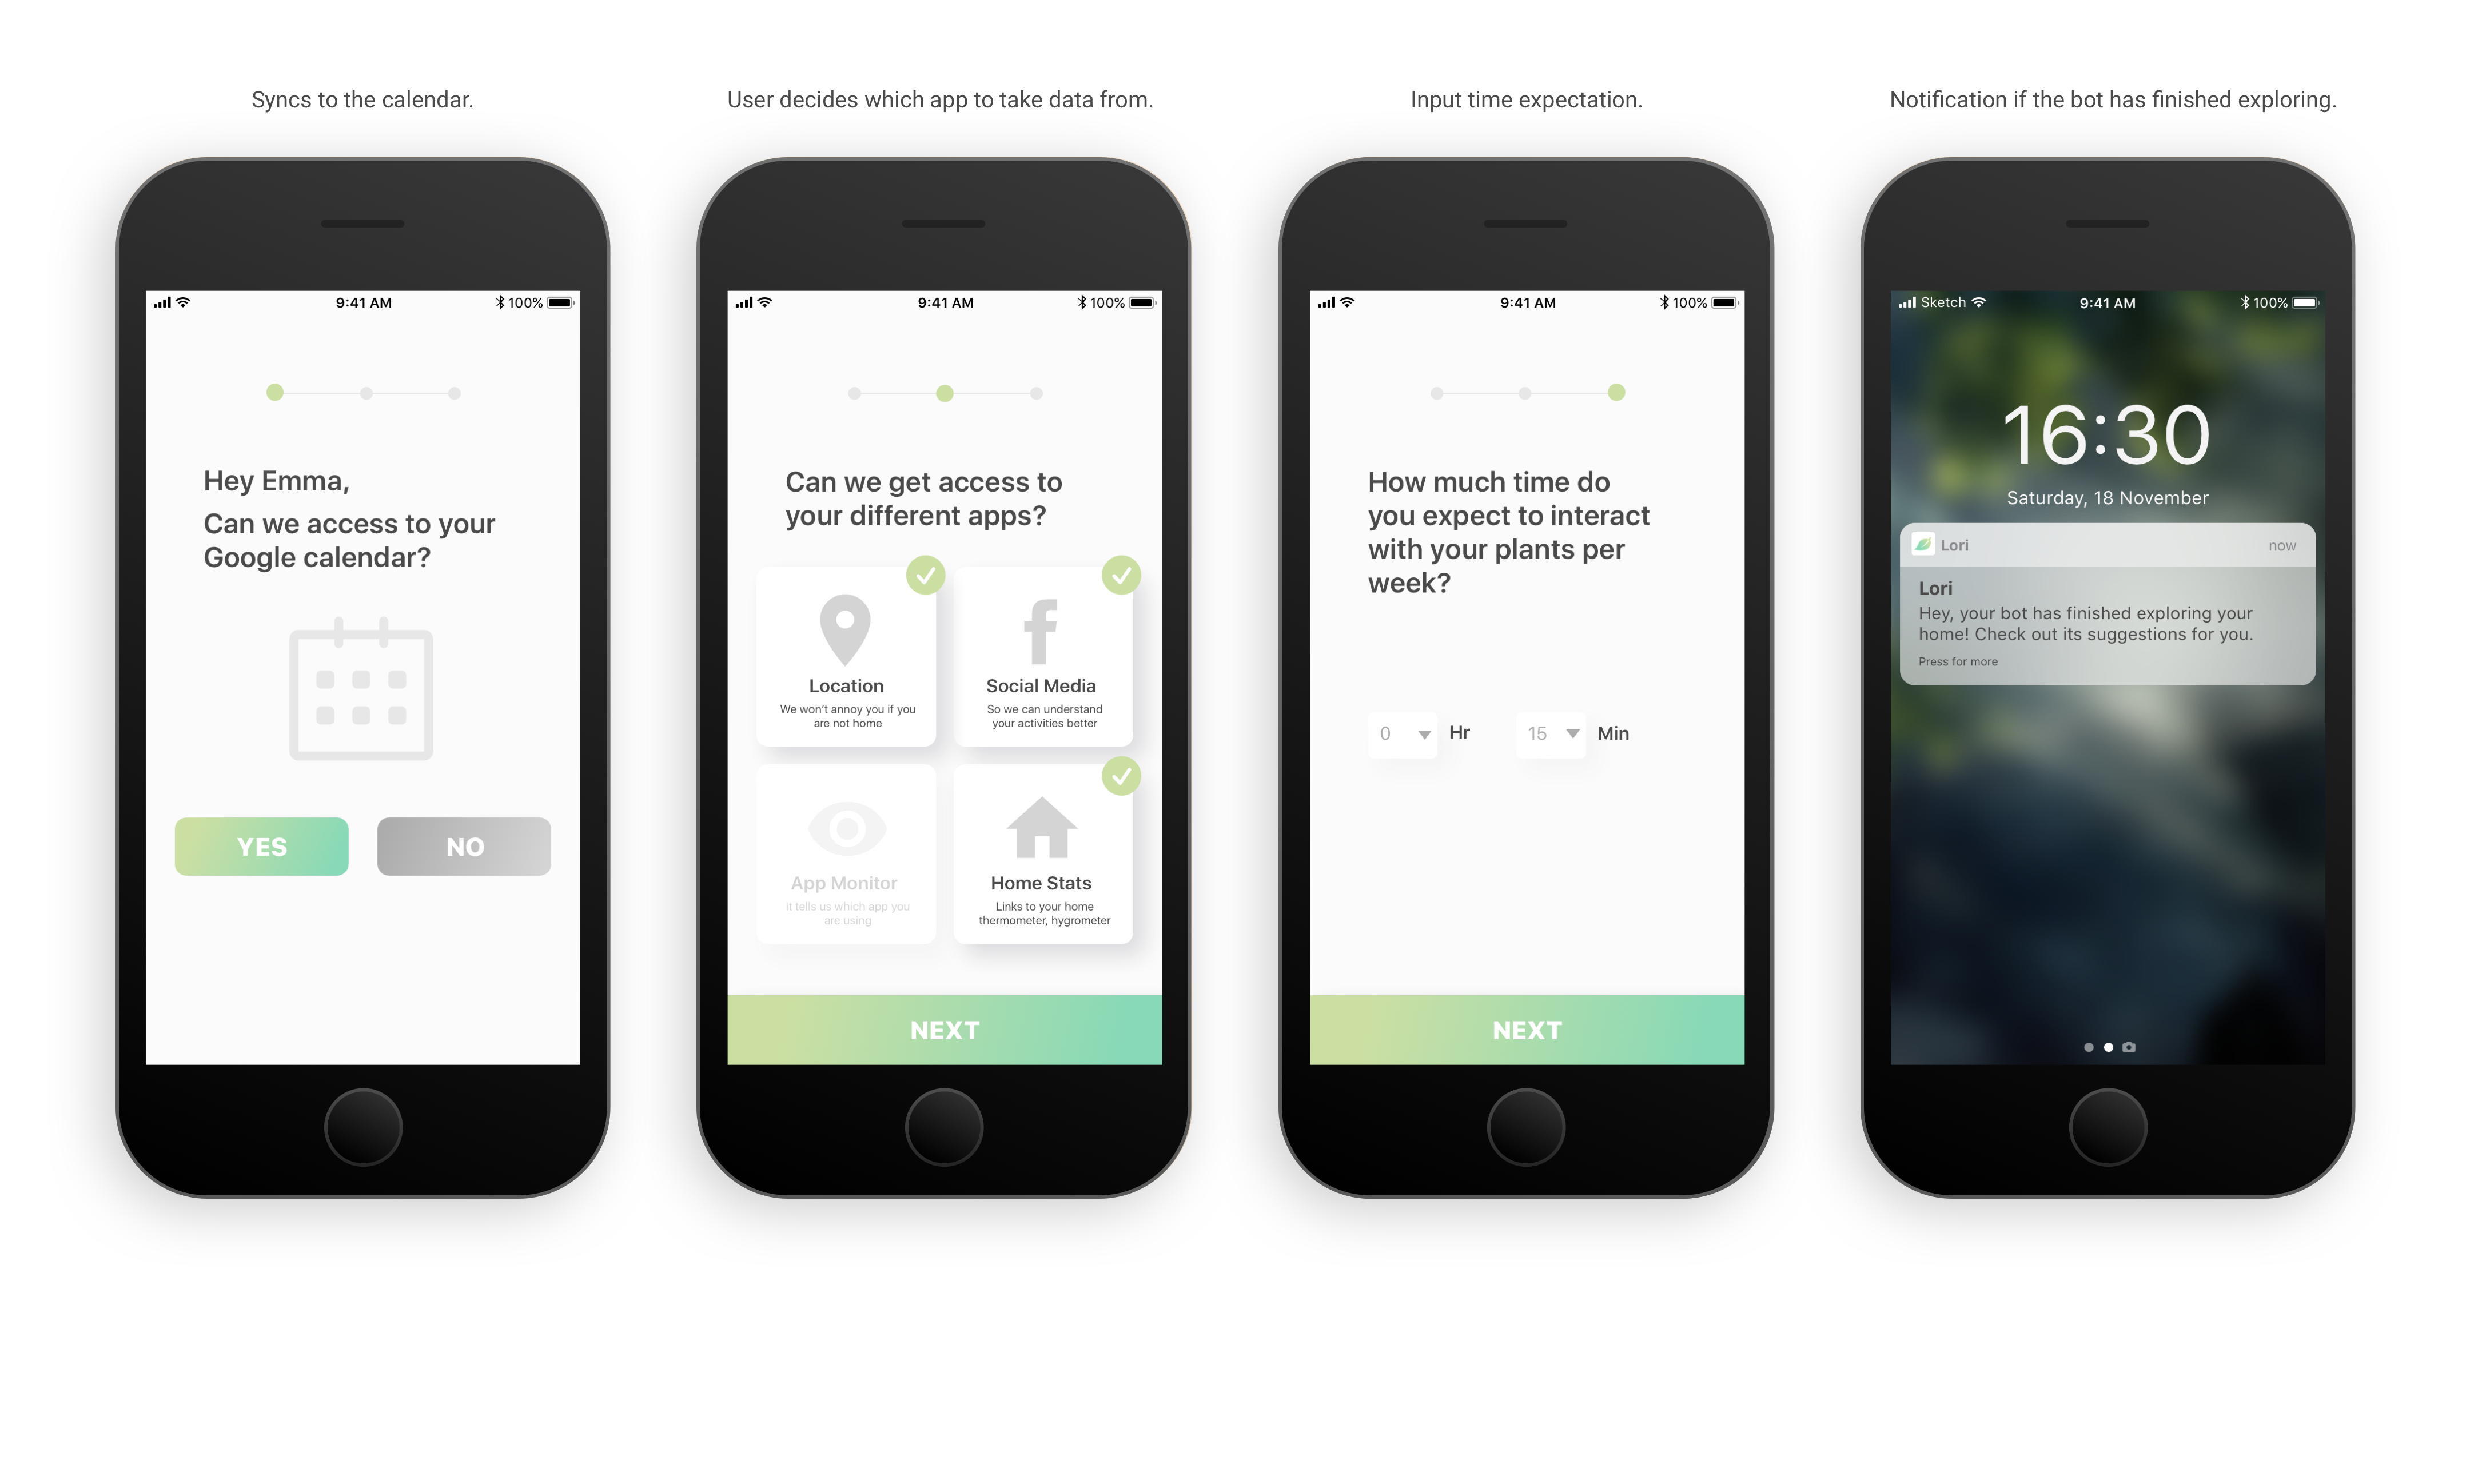 Syncs to the calendar.
9:41 AM
100%
Hey Emma,
Can we access to your
Google calendar?
YES
NO
User decides which app to take data from.
9:41 AM
100%
Can we get access to
your different apps?
Location
We won't annoy you if you
are not home
Social Media
So we can understand
your activities better
App Monitor
It tells us which app you
are using
Home Stats
Links to your home
thermometer, hygrometer
NEXT
Input time expectation.
9:41 AM
100%
How much time do
you expect to interact
with your plants per
week?
0 Hr 15 Min
NEXT
Notification if the bot has finished exploring.
Sketch 9:41 AM 100%
16:30
Saturday, 18 November
Lori now
Lori
Hey, your bot has finished exploring your
home! Check out its suggestions for you.
Press for more